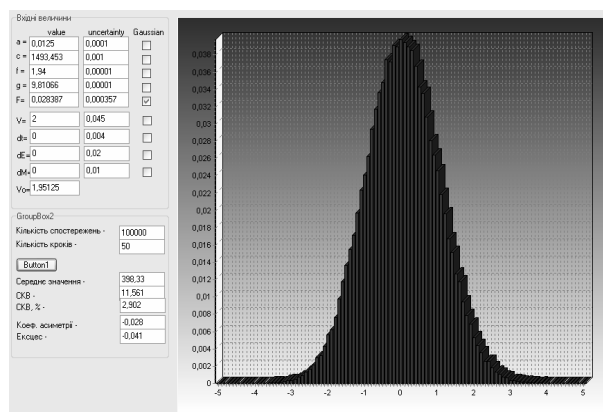 Вхідні величини
value uncertainty Gaussian
a = 0,0125 0,0001
c = 1493,453 0,001
f = 1,94 0,00001
g = 9,81066 0,00001
F= 0,028387 0,000357
V= 2 0,045
dt= 0 0,004
dE= 0 0,02
dM= 0 0,01
Vo= 1,95125
GroupBox2
Кількість спостережень - 100000
Кількість кроків - 50
Button1
Середнє значення - 398,33
СКВ - 11,561
СКВ, % - 2,902
Коеф. асиметрії - -0,028
Ексцес - -0,041
0,038
0,036
0,034
0,032
0,03
0,028
0,026
0,024
0,022
0,02
0,018
0,016
0,014
0,012
0,01
0,008
0,006
0,004
0,002
0
-5 -4 -3 -2 -1 0 1 2 3 4 5